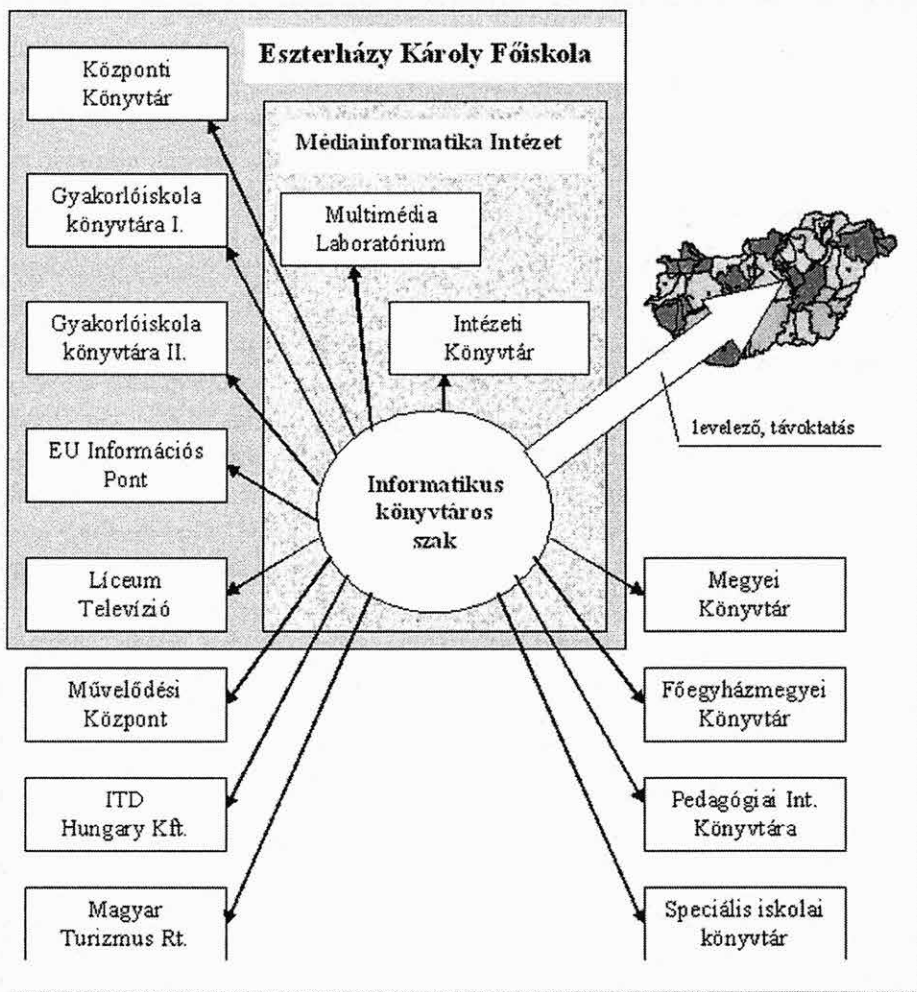 Eszterházy Károly Főiskola
Központi
Könyvtár
Médiainformatika Intézet
Gyakorlóiskola
könyvtára I.
Multimédia
Laboratórium
Gyakorlóiskola
könyvtára II.
Intézeti
Könyvtár
levelező, távoktatás
EU Információs
Pont
Informatikus
könyvtáros
szak
Líceum
Televízió
Megyei
Könyvtár
Művelődési
Központ
Főegyházmegyei
Könyvtár
ITD
Hungary Kft.
Pedagógiai Int.
Könyvtára
Magyar
Turizmus Rt.
Speciális iskolai
könyvtár